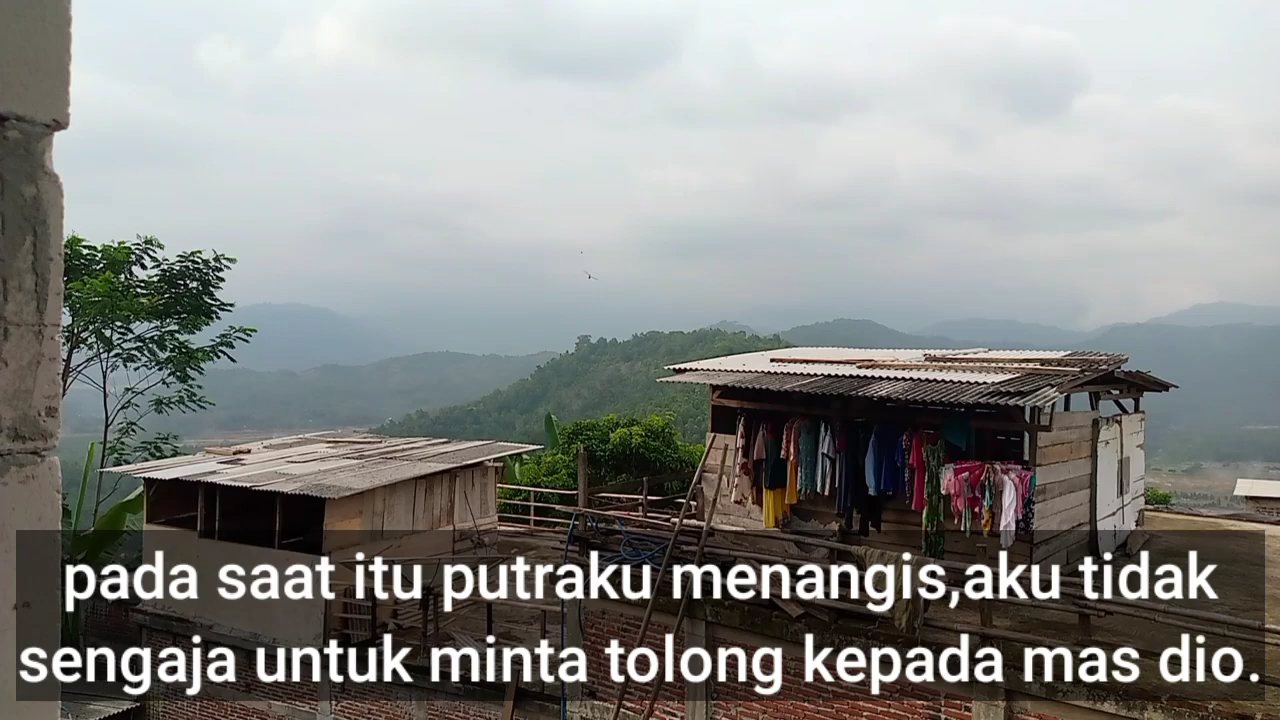 pada saat itu putraku menangis,aku tidak
sengaja untuk minta tolong kepada mas dio.